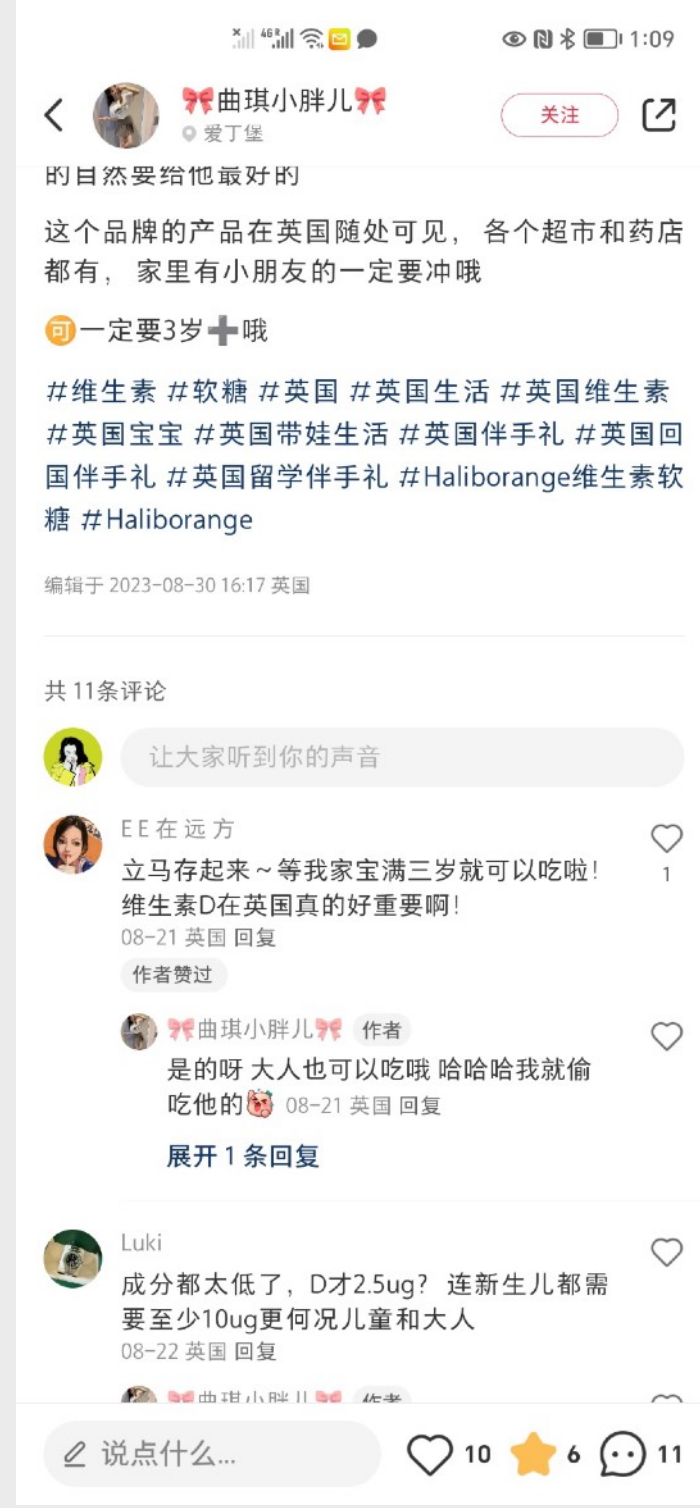 4G R 1:09
🎀曲琪小胖儿🎀
爱丁堡
关注
的自然要给他最好的
这个品牌的产品在英国随处可见，各个超市和药店
都有，家里有小朋友的一定要冲哦
🉑一定要3岁➕哦
#维生素 #软糖 #英国 #英国生活 #英国维生素
#英国宝宝 #英国带娃生活 #英国伴手礼 #英国回
国伴手礼 #英国留学伴手礼 #Haliborange维生素软
糖 #Haliborange
编辑于 2023-08-30 16:17 英国
共 11条评论
让大家听到你的声音
E E 在 远 方
立马存起来～等我家宝满三岁就可以吃啦！
1
维生素D在英国真的好重要啊！
08-21 英国 回复
作者赞过
🎀曲琪小胖儿🎀 作者
是的呀 大人也可以吃哦 哈哈哈我就偷
吃他的 08-21 英国 回复
展开 1 条回复
Luki
成分都太低了，D才2.5ug？ 连新生儿都需
要至少10ug更何况儿童和大人
08-22 英国 回复
🎀曲琪小胖儿🎀 作者
说点什么... 10 6 11